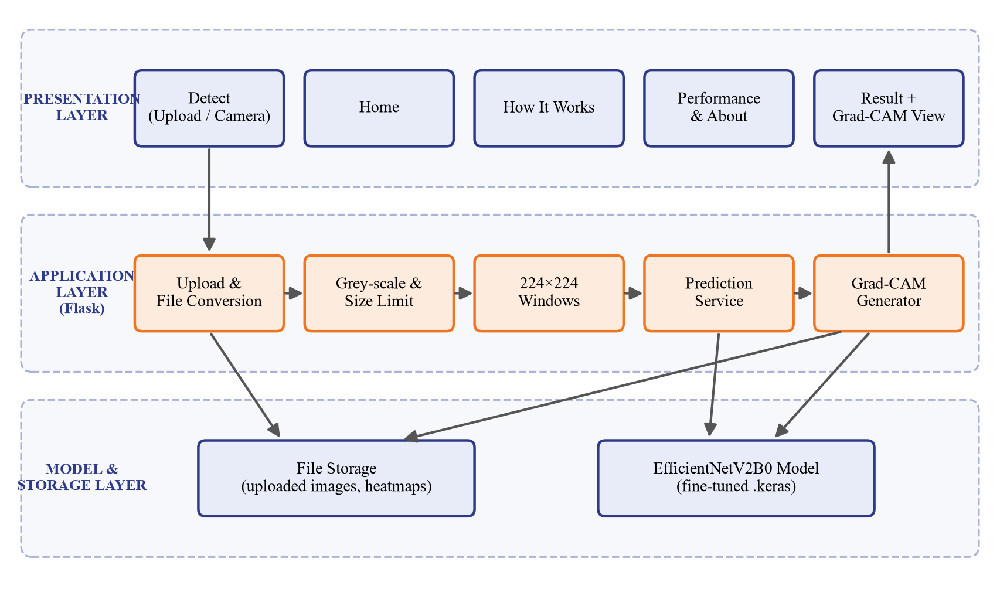 PRESENTATION
LAYER
Detect
(Upload / Camera)
Home
How It Works
Performance
& About
Result +
Grad-CAM View
APPLICATION
LAYER
(Flask)
Upload &
File Conversion
Grey-scale &
Size Limit
224×224
Windows
Prediction
Service
Grad-CAM
Generator
MODEL &
STORAGE LAYER
File Storage
(uploaded images, heatmaps)
EfficientNetV2B0 Model
(fine-tuned .keras)